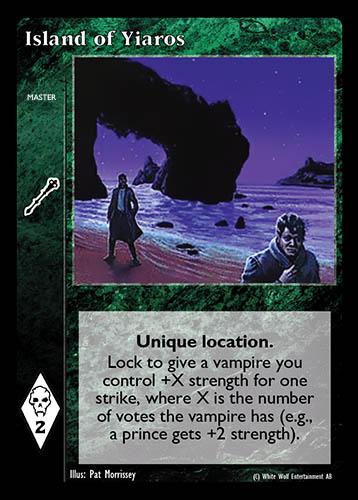 Island of Yiaros
MASTER
Unique location.
Lock to give a vampire you
control +X strength for one
strike, where X is the number
of votes the vampire has (e.g.,
a prince gets +2 strength).
2
Illus: Pat Morrissey
(C) White Wolf Entertainment AB